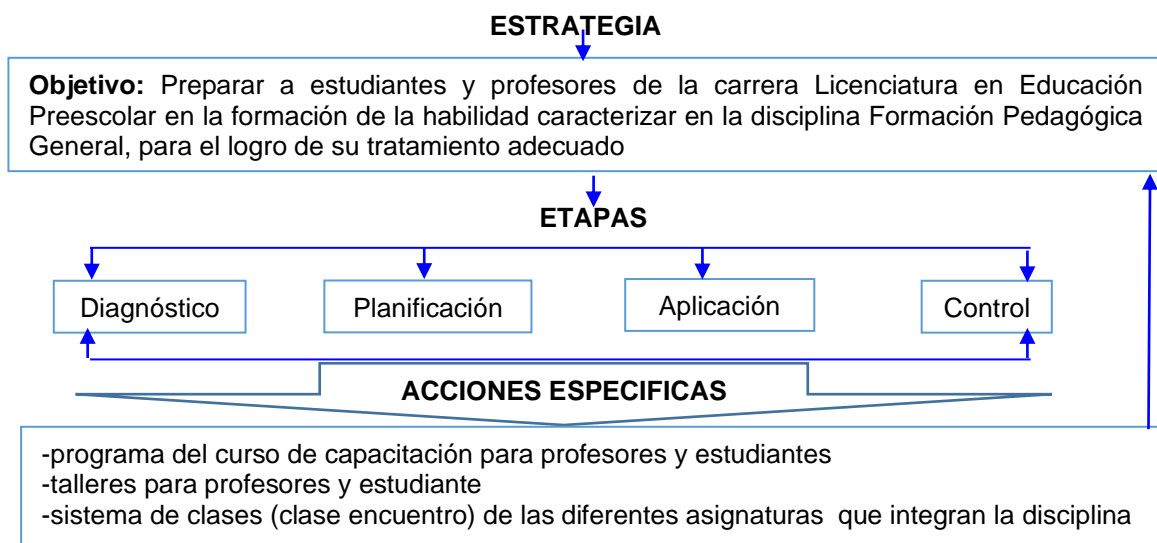 ESTRATEGIA
Objetivo: Preparar a estudiantes y profesores de la carrera Licenciatura en Educación
Preescolar en la formación de la habilidad caracterizar en la disciplina Formación Pedagógica
General, para el logro de su tratamiento adecuado
ETAPAS
Diagnóstico Planificación Aplicación Control
ACCIONES ESPECIFICAS
-programa del curso de capacitación para profesores y estudiantes
-talleres para profesores y estudiante
-sistema de clases (clase encuentro) de las diferentes asignaturas que integran la disciplina